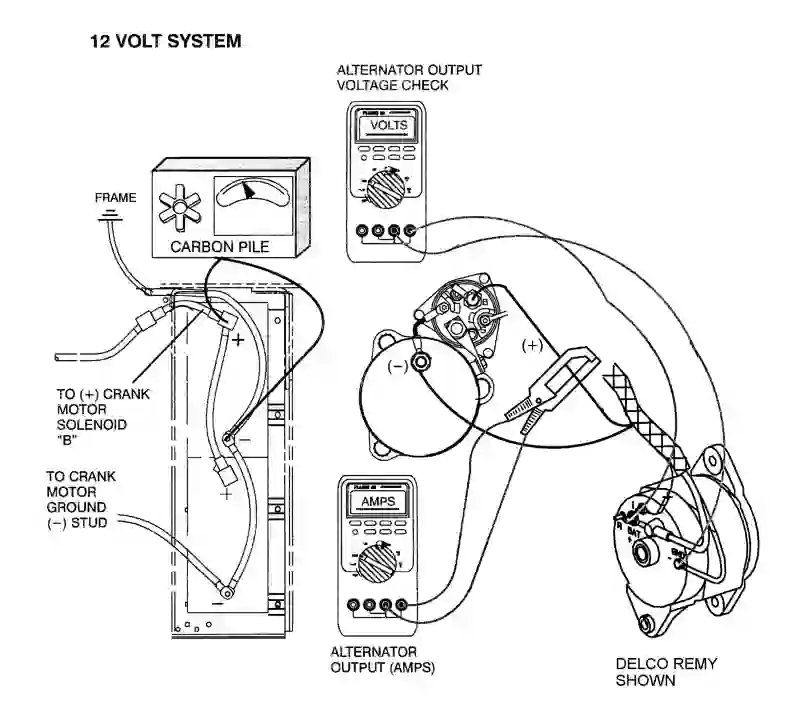 12 VOLT SYSTEM
ALTERNATOR OUTPUT
VOLTAGE CHECK
VOLTS
FRAME
CARBON PILE
+
(+)
(−)
−
TO (+) CRANK
MOTOR
SOLENOID
"B"
+
TO CRANK
MOTOR
GROUND
(−) STUD
AMPS
I
R
BAT
+
−
−
ALTERNATOR
OUTPUT (AMPS)
DELCO REMY
SHOWN